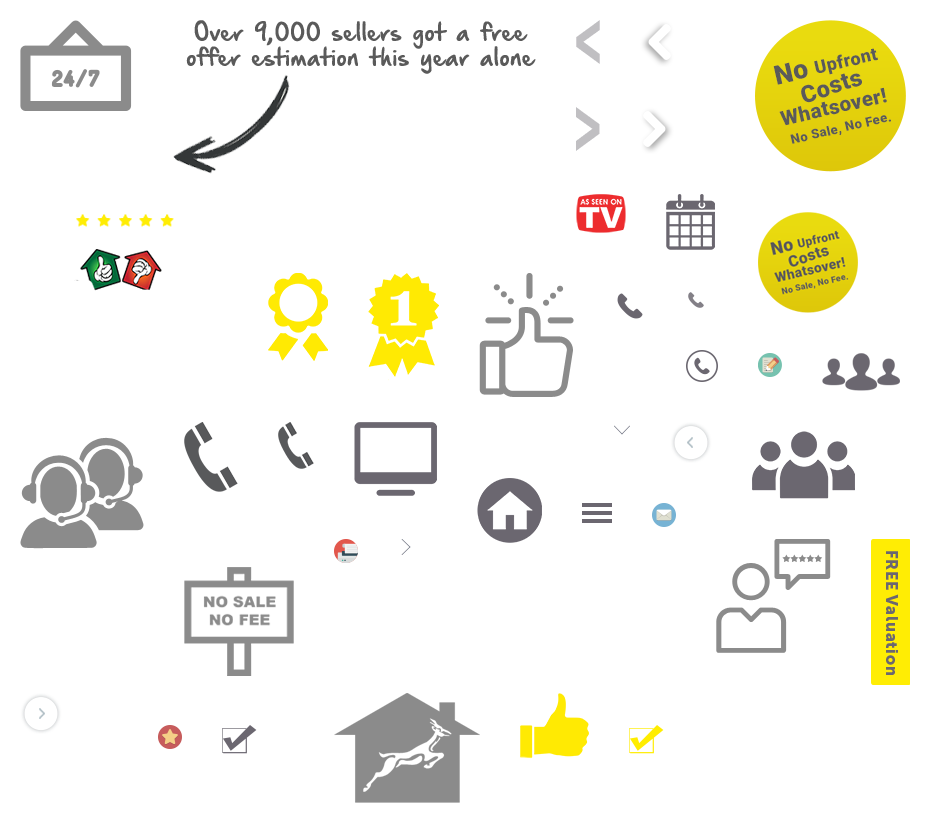 Over 9,000 sellers got a free
offer estimation this year alone
24/7
No Upfront
Costs
Whatsover!
No Sale, No Fee.
AS SEEN ON
TV
No Upfront
Costs
Whatsover!
No Sale, No Fee.
1
NO SALE
NO FEE
FREE Valuation